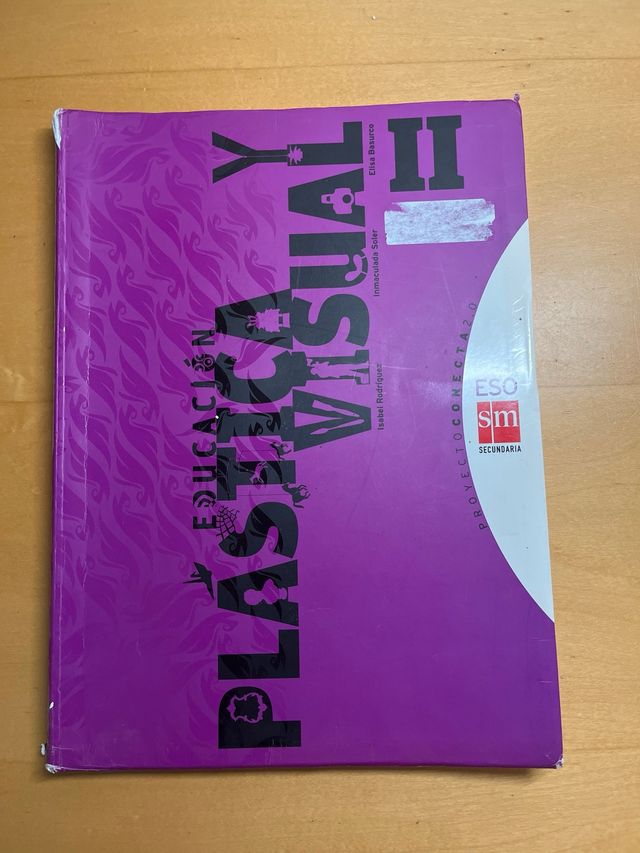 EDUCACIÓN
PLÁSTICA Y
VISUAL
Isabel Rodríguez Inmaculada Soler Elisa Basurco
II
PROYECTO CONECTA 2.0
ESO
sm
SECUNDARIA